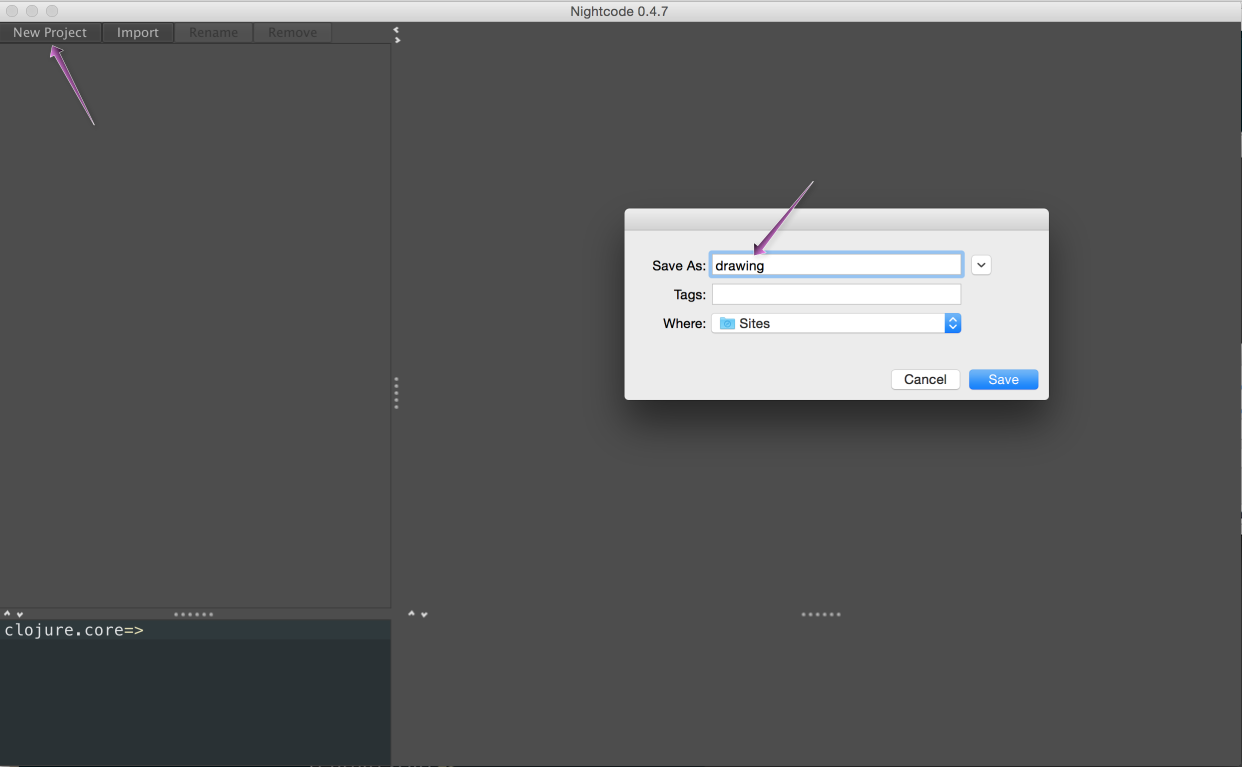 Nightcode 0.4.7
New Project Import Rename Remove
Save As: drawing
Tags:
Where: Sites
Cancel Save
clojure.core=>